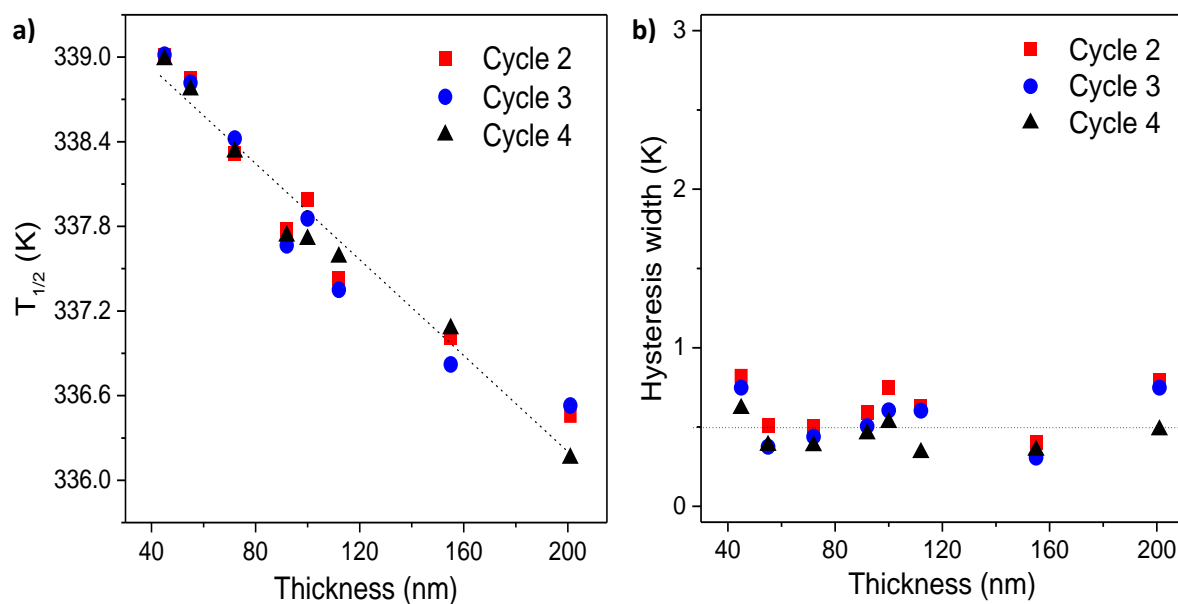 a)
339.0
338.4
337.8
337.2
336.6
336.0
T1/2 (K)
40
80
120
160
200
Thickness (nm)
Cycle 2
Cycle 3
Cycle 4
b)
3
2
1
0
Hysteresis width (K)
40
80
120
160
200
Thickness (nm)
Cycle 2
Cycle 3
Cycle 4